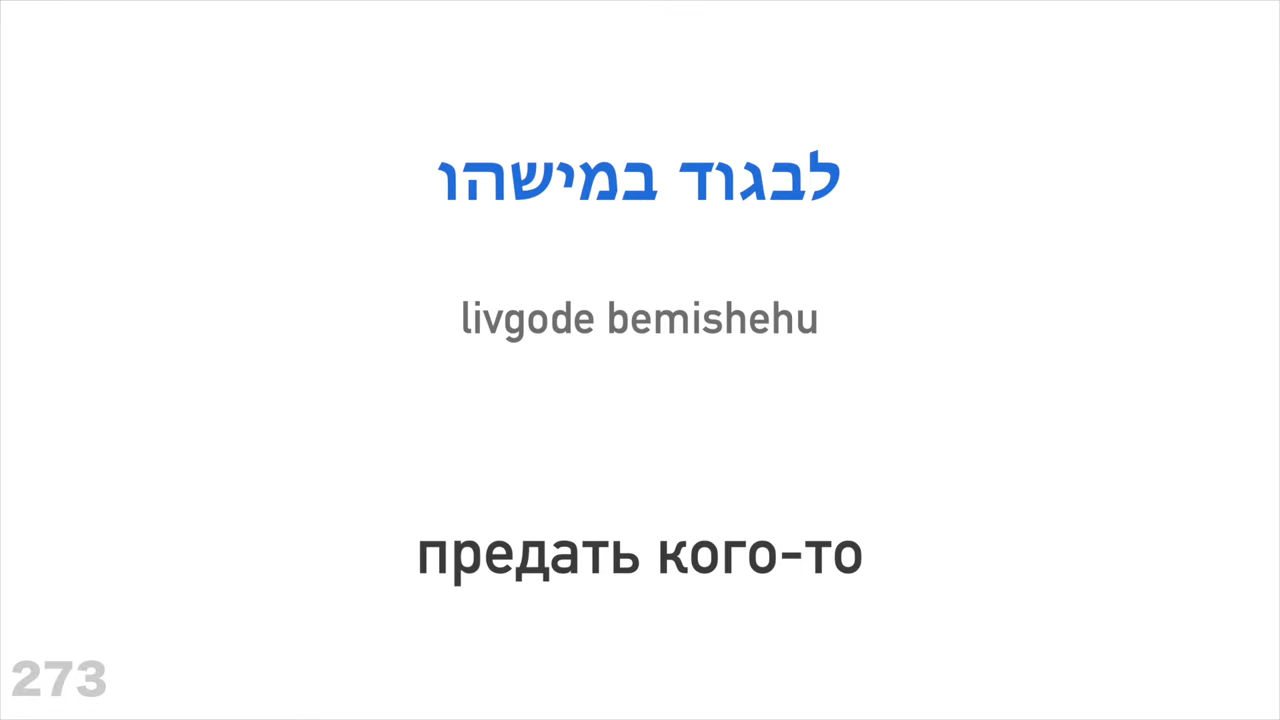 לבגוד במישהו
livgode bemishehu
предать кого-то
273